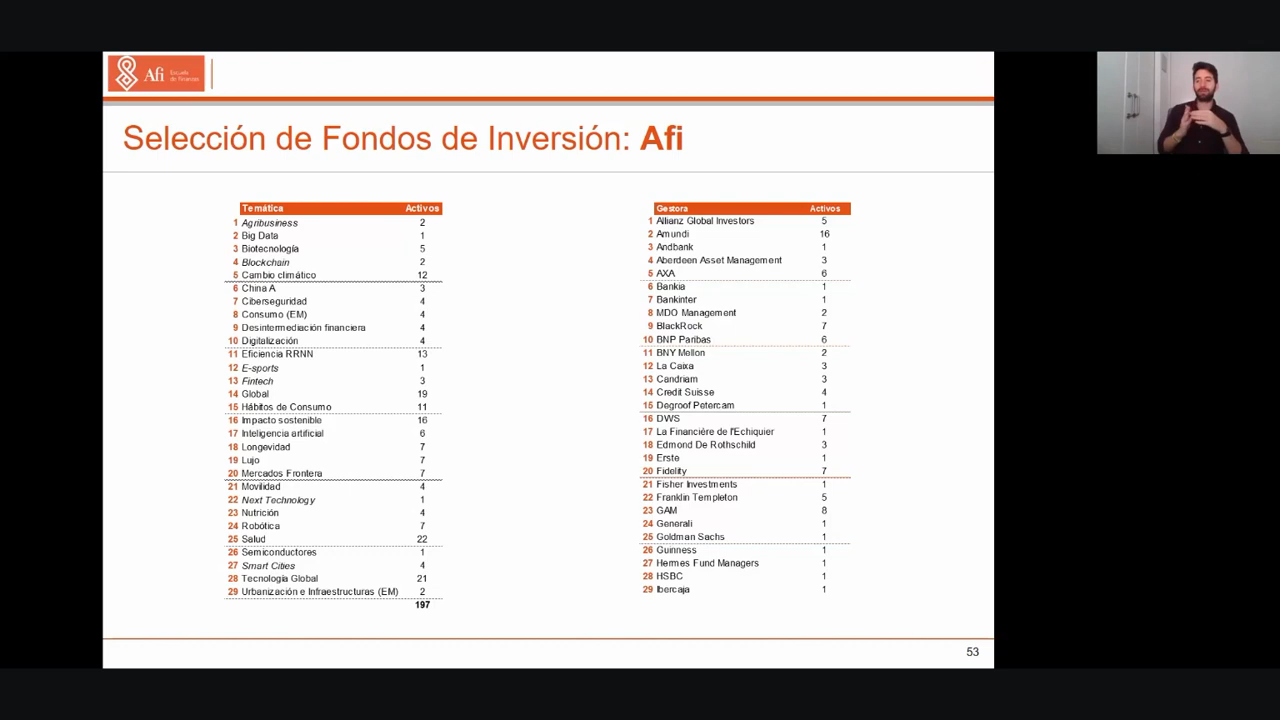 Afi Escuela
de Finanzas
Selección de Fondos de Inversión: Afi
Temática Activos
1 Agribusiness 2
2 Big Data 1
3 Biotecnología 5
4 Blockchain 2
5 Cambio climático 12
6 China A 3
7 Ciberseguridad 4
8 Consumo (EM) 4
9 Desintermediación financiera 4
10 Digitalización 4
11 Eficiencia RRNN 13
12 E-sports 1
13 Fintech 3
14 Global 19
15 Hábitos de Consumo 11
16 Impacto sostenible 16
17 Inteligencia artificial 6
18 Longevidad 7
19 Lujo 7
20 Mercados Frontera 7
21 Movilidad 4
22 Next Technology 1
23 Nutrición 4
24 Robótica 7
25 Salud 22
26 Semiconductores 1
27 Smart Cities 4
28 Tecnología Global 21
29 Urbanización e Infraestructuras (EM) 2
197
Gestora Activos
1 Allianz Global Investors 5
2 Amundi 16
3 Andbank 1
4 Aberdeen Asset Management 3
5 AXA 6
6 Bankia 1
7 Bankinter 1
8 MDO Management 2
9 BlackRock 7
10 BNP Paribas 6
11 BNY Mellon 2
12 La Caixa 3
13 Candriam 3
14 Credit Suisse 4
15 Degroof Petercam 1
16 DWS 7
17 La Financière de l'Echiquier 1
18 Edmond De Rothschild 3
19 Erste 1
20 Fidelity 7
21 Fisher Investments 1
22 Franklin Templeton 5
23 GAM 8
24 Generali 1
25 Goldman Sachs 1
26 Guinness 1
27 Hermes Fund Managers 1
28 HSBC 1
29 Ibercaja 1
53